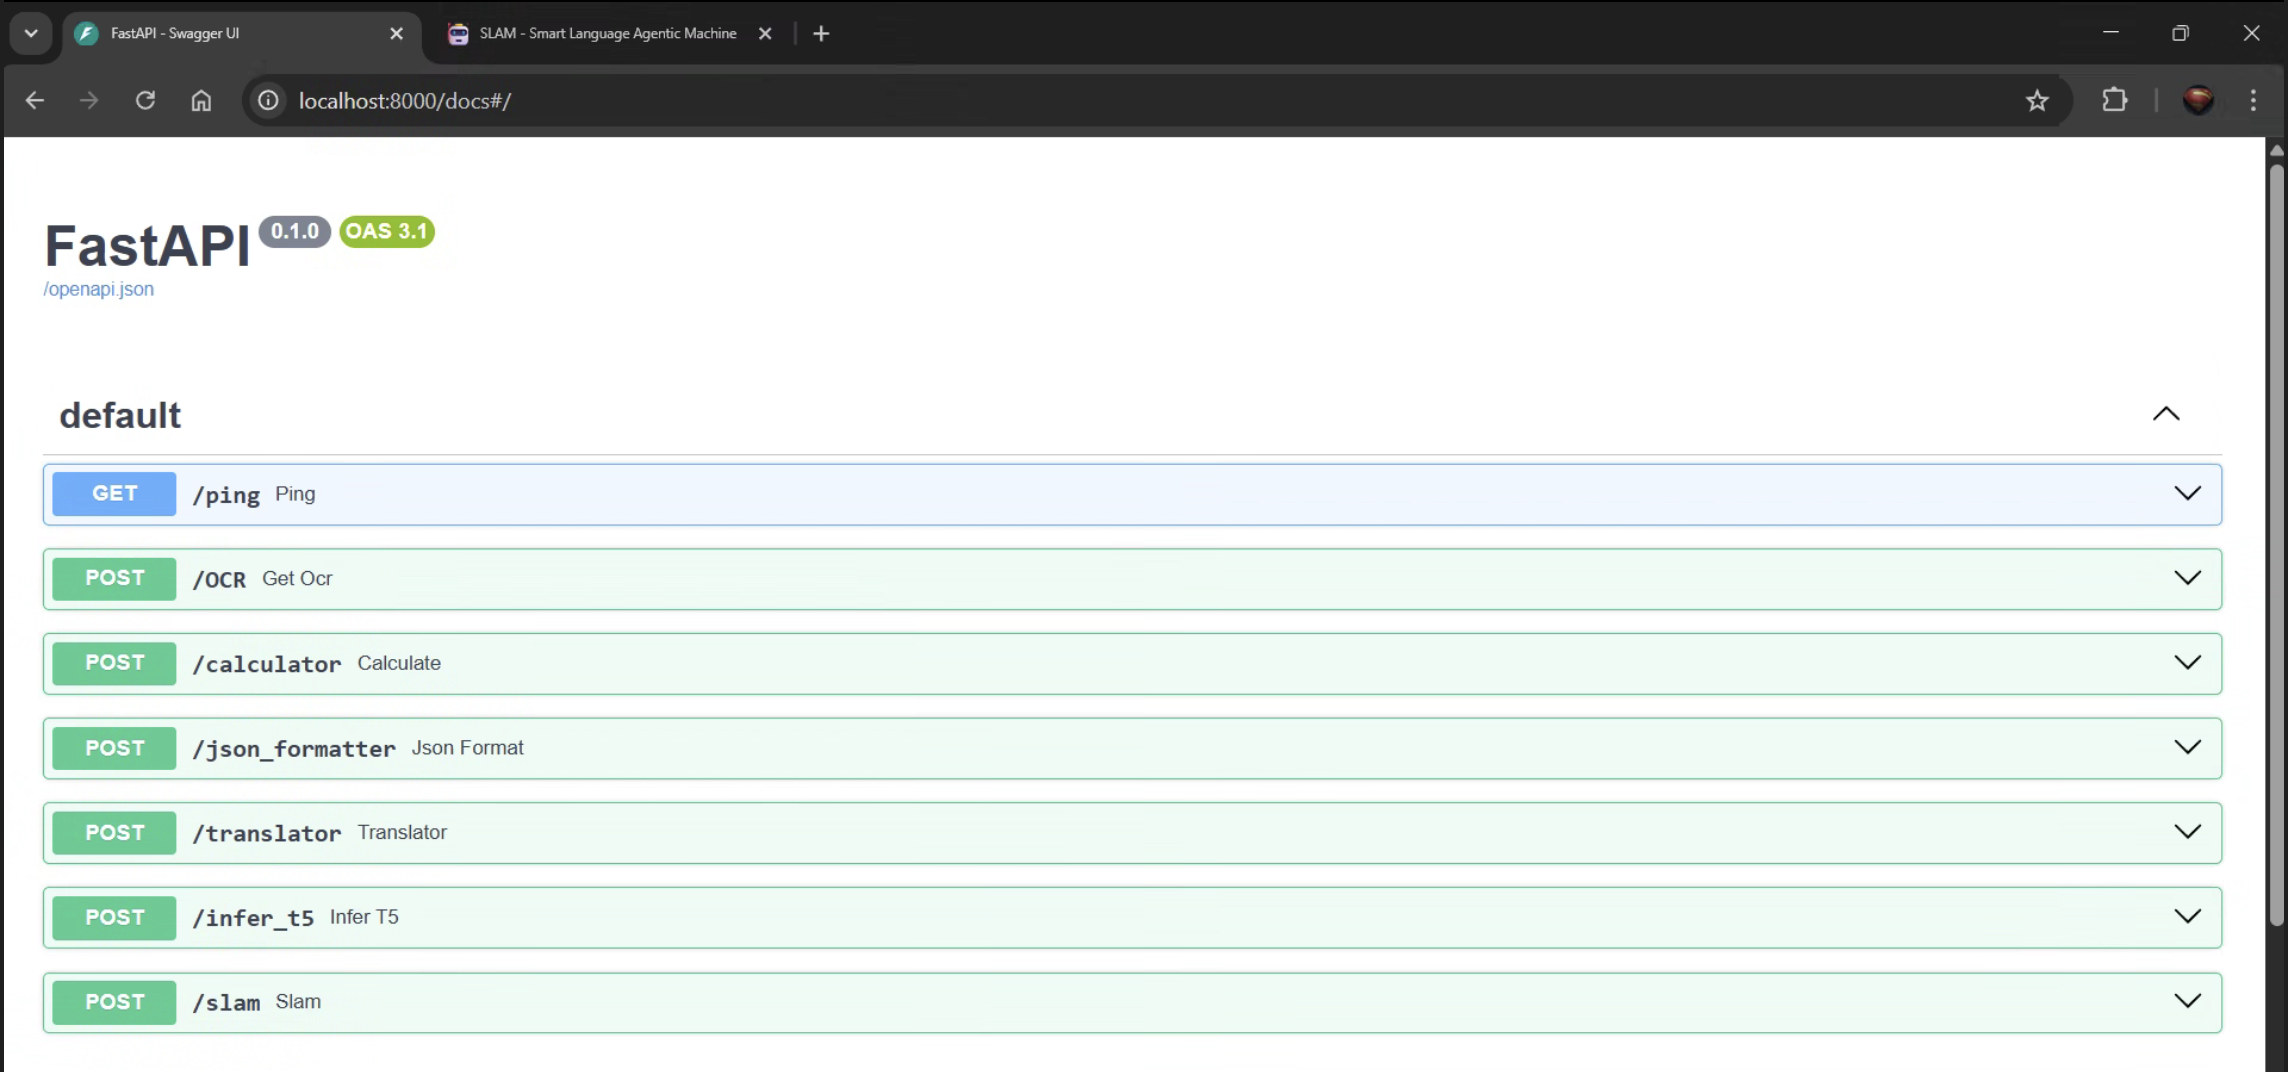 FastAPI - Swagger UI
SLAM - Smart Language Agentic Machine
localhost:8000/docs#/
FastAPI 0.1.0 OAS 3.1
/openapi.json
default
GET /ping Ping
POST /OCR Get Ocr
POST /calculator Calculate
POST /json_formatter Json Format
POST /translator Translator
POST /infer_t5 Infer T5
POST /slam Slam